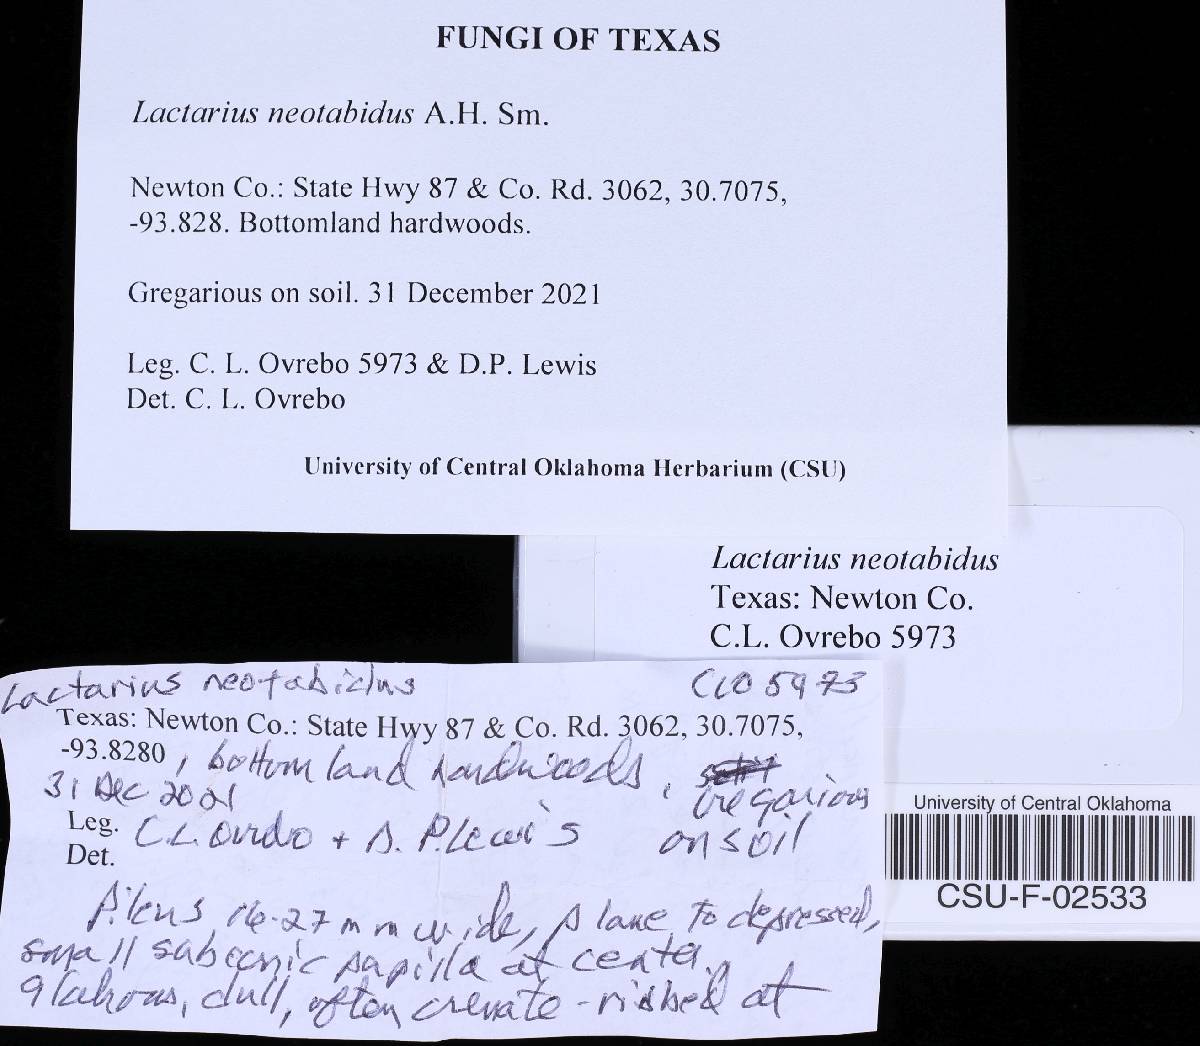 FUNGI OF TEXAS
Lactarius neotabidus A.H. Sm.
Newton Co.: State Hwy 87 & Co. Rd. 3062, 30.7075,
-93.828. Bottomland hardwoods.
Gregarious on soil. 31 December 2021
Leg. C. L. Ovrebo 5973 & D.P. Lewis
Det. C. L. Ovrebo
University of Central Oklahoma Herbarium (CSU)
Lactarius neotabidus
Texas: Newton Co.
C.L. Ovrebo 5973
University of Central Oklahoma
CSU-F-02533
Lactarius neotabidus CLO 5973
Texas: Newton Co.: State Hwy 87 & Co. Rd. 3062, 30.7075,
-93.8280, bottomland hardwoods, Gregarious
31 Dec 2021 on soil
Leg. C.L. Ovrebo + D. P. Lewis
Det.
Pileus 16-27 mm wide, plane to depressed,
small subconic papilla at center.
Glabrous, dull, often crenate-ribbed at